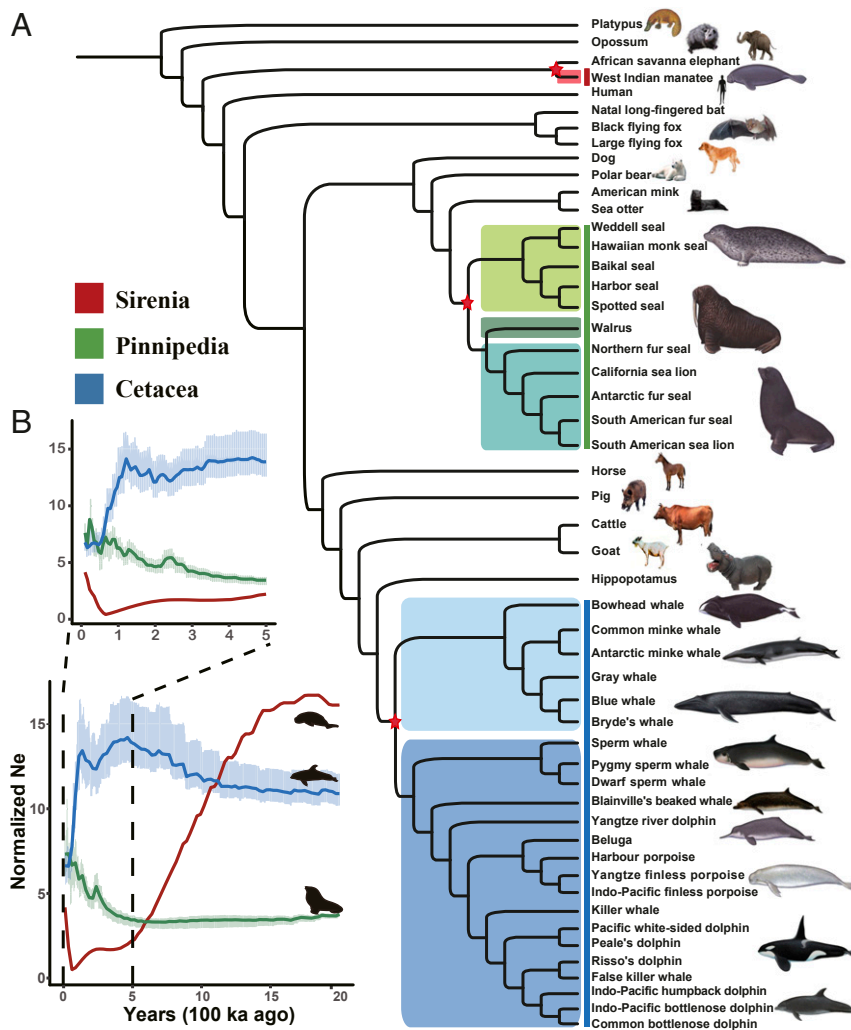 A
Platypus
Opossum
African savanna elephant
West Indian manatee
Human
Natal long-fingered bat
Black flying fox
Large flying fox
Dog
Polar bear
American mink
Sea otter
Weddell seal
Hawaiian monk seal
Baikal seal
Harbor seal
Spotted seal
Walrus
Northern fur seal
California sea lion
Antarctic fur seal
South American fur seal
South American sea lion
Horse
Pig
Cattle
Goat
Hippopotamus
Bowhead whale
Common minke whale
Antarctic minke whale
Gray whale
Blue whale
Bryde's whale
Sperm whale
Pygmy sperm whale
Dwarf sperm whale
Blainville's beaked whale
Yangtze river dolphin
Beluga
Harbour porpoise
Yangtze finless porpoise
Indo-Pacific finless porpoise
Killer whale
Pacific white-sided dolphin
Peale's dolphin
Risso's dolphin
False killer whale
Indo-Pacific humpback dolphin
Indo-Pacific bottlenose dolphin
Common bottlenose dolphin
Sirenia
Pinnipedia
Cetacea
B
15
10
5
0
0 1 2 3 4 5
Normalized Ne
15
10
5
0
0 5 10 15 20
Years (100 ka ago)